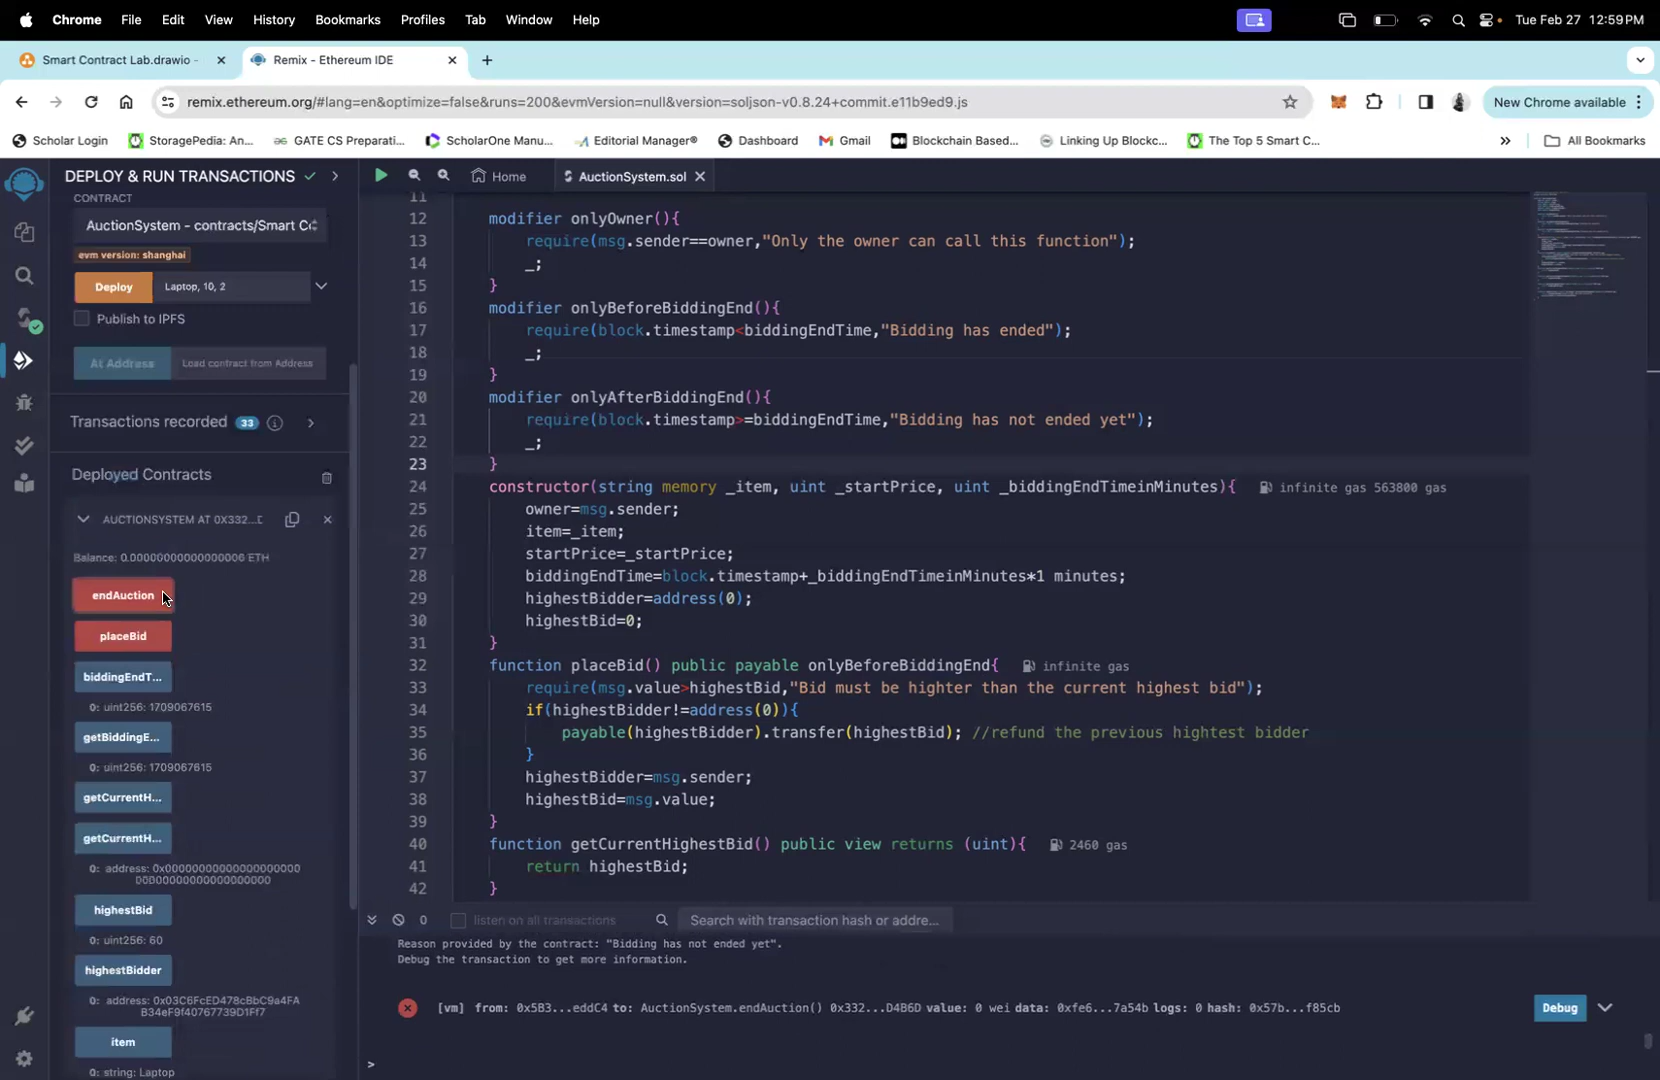 Chrome File Edit View History Bookmarks Profiles Tab Window Help Tue Feb 27 12:59 PM
Smart Contract Lab.drawio - Remix - Ethereum IDE
remix.ethereum.org/#lang=en&optimize=false&runs=200&evmVersion=null&version=soljson-v0.8.24+commit.e11b9ed9.js New Chrome available
Scholar Login StoragePedia: An... GATE CS Preparati... ScholarOne Manu... Editorial Manager® Dashboard Gmail Blockchain Based... Linking Up Blockc... The Top 5 Smart C... All Bookmarks
DEPLOY & RUN TRANSACTIONS
CONTRACT
AuctionSystem - contracts/Smart Co
evm version: shanghai
Deploy Laptop, 10, 2
Publish to IPFS
At Address Load contract from Address
Transactions recorded 33
Deployed Contracts
AUCTIONSYSTEM AT 0X332...D
Balance: 0.00000000000000006 ETH
endAuction
placeBid
biddingEndT...
0: uint256: 1709067615
getBiddingE...
0: uint256: 1709067615
getCurrentH...
getCurrentH...
highestBid
0: uint256: 60
highestBidder
0: address: 0x03C6FcED478cBbC9a4FA
B34eF9f40767739D1Ff7
item
0: string: Laptop
Home AuctionSystem.sol
11
12 modifier onlyOwner(){
13 require(msg.sender==owner,"Only the owner can call this function");
14 _;
15 }
16 modifier onlyBeforeBiddingEnd(){
17 require(block.timestamp<biddingEndTime,"Bidding has ended");
18 _;
19 }
20 modifier onlyAfterBiddingEnd(){
21 require(block.timestamp>=biddingEndTime,"Bidding has not ended yet");
22 _;
23 }
24 constructor(string memory _item, uint _startPrice, uint _biddingEndTimeinMinutes){ infinite gas 563800 gas
25 owner=msg.sender;
26 item=_item;
27 startPrice=_startPrice;
28 biddingEndTime=block.timestamp+_biddingEndTimeinMinutes*1 minutes;
29 highestBidder=address(0);
30 highestBid=0;
31 }
32 function placeBid() public payable onlyBeforeBiddingEnd{ infinite gas
33 require(msg.value>highestBid,"Bid must be highter than the current highest bid");
34 if(highestBidder!=address(0)){
35 payable(highestBidder).transfer(highestBid); //refund the previous hightest bidder
36 }
37 highestBidder=msg.sender;
38 highestBid=msg.value;
39 }
40 function getCurrentHighestBid() public view returns (uint){ 2460 gas
41 return highestBid;
42 }
0 listen on all transactions Search with transaction hash or addre...
Reason provided by the contract: "Bidding has not ended yet".
Debug the transaction to get more information.
[vm] from: 0x5B3...eddC4 to: AuctionSystem.endAuction() 0x332...D4B6D value: 0 wei data: 0xfe6...7a54b logs: 0 hash: 0x57b...f85cb Debug
>